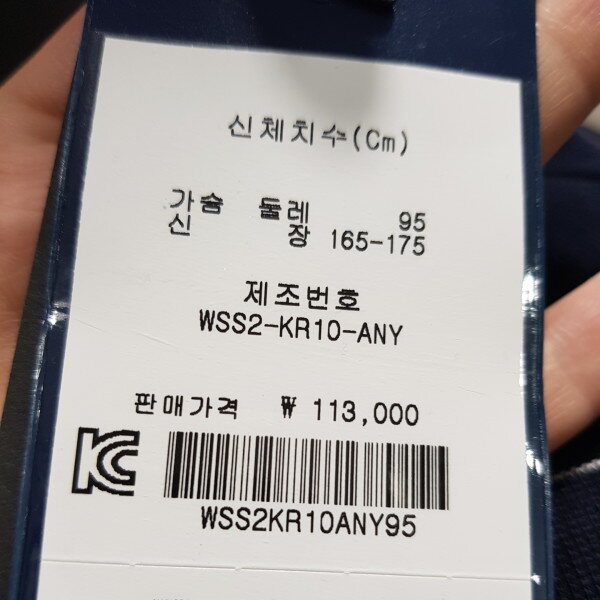 신체치수(Cm)
가슴 둘레 95
신 장 165-175
제조번호
WSS2-KR10-ANY
판매가격 ₩ 113,000
KC
WSS2KR10ANY95